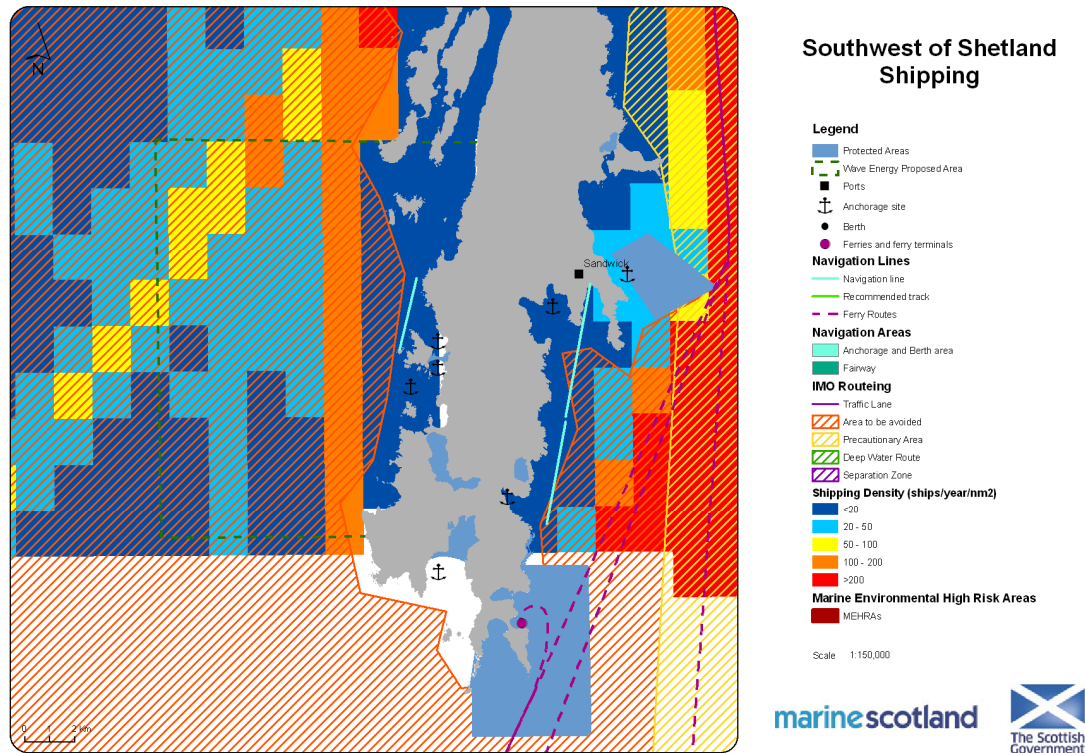 N
Sandwick
0 1 2 km
Southwest of Shetland
Shipping
Legend
Protected Areas
Wave Energy Proposed Area
Ports
Anchorage site
Berth
Ferries and ferry terminals
Navigation Lines
Navigation line
Recommended track
Ferry Routes
Navigation Areas
Anchorage and Berth area
Fairway
IMO Routeing
Traffic Lane
Area to be avoided
Precautionary Area
Deep Water Route
Separation Zone
Shipping Density (ships/year/nm2)
<20
20 - 50
50 - 100
100 - 200
>200
Marine Environmental High Risk Areas
MEHRAs
Scale 1:150,000
marinescotland
The Scottish
Government